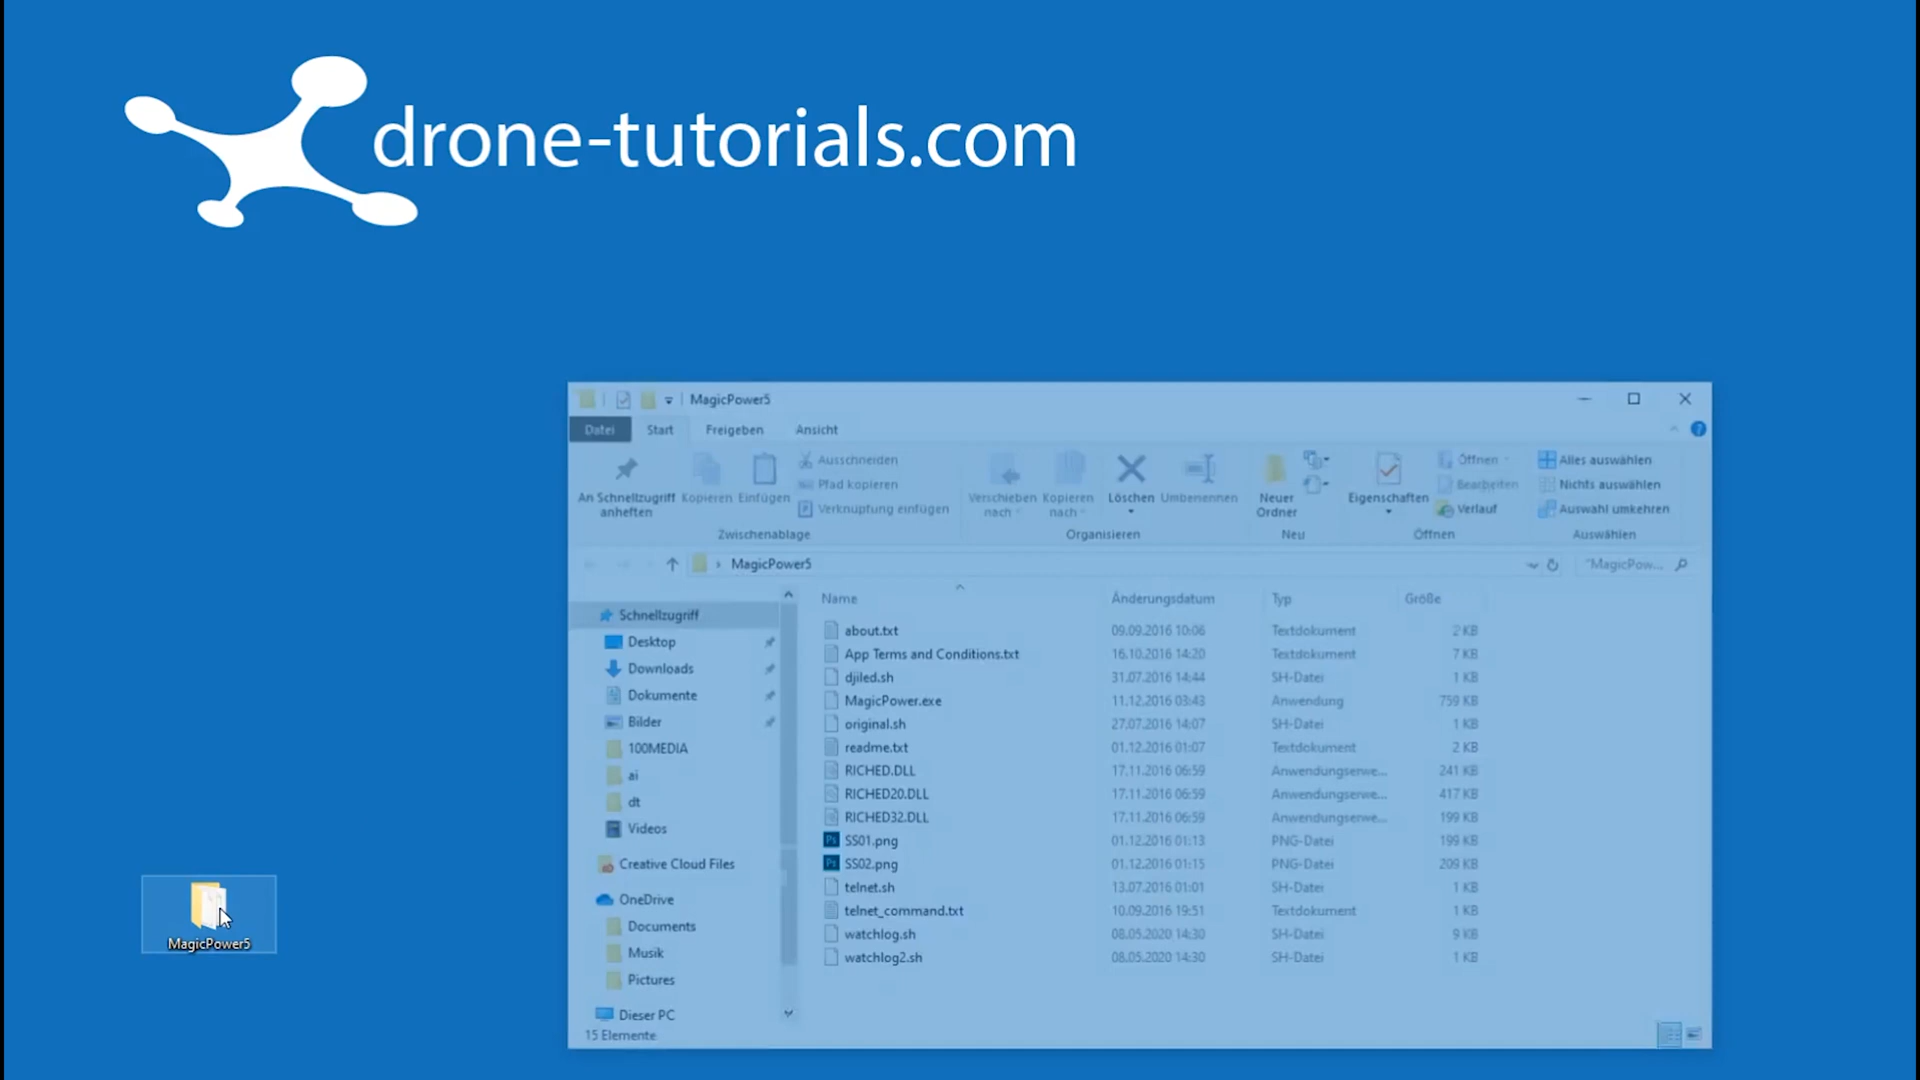 drone-tutorials.com
MagicPower5
Datei Start Freigeben Ansicht
An Schnellzugriff anheften
Kopieren
Einfügen
Ausschneiden
Pfad kopieren
Verknüpfung einfügen
Zwischenablage
Verschieben nach
Kopieren nach
Löschen
Umbenennen
Organisieren
Neuer Ordner
Neu
Eigenschaften
Öffnen
Bearbeiten
Verlauf
Öffnen
Alles auswählen
Nichts auswählen
Auswahl umkehren
Auswählen
MagicPower5
"MagicPow...
Schnellzugriff
Desktop
Downloads
Dokumente
Bilder
100MEDIA
ai
dt
Videos
Creative Cloud Files
OneDrive
Documents
Musik
Pictures
Dieser PC
Name Änderungsdatum Typ Größe
about.txt 09.09.2016 10:06 Textdokument 2 KB
App Terms and Conditions.txt 16.10.2016 14:20 Textdokument 7 KB
djiled.sh 31.07.2016 14:44 SH-Datei 1 KB
MagicPower.exe 11.12.2016 03:43 Anwendung 759 KB
original.sh 27.07.2016 14:07 SH-Datei 1 KB
readme.txt 01.12.2016 01:07 Textdokument 2 KB
RICHED.DLL 17.11.2016 06:59 Anwendungserwe... 241 KB
RICHED20.DLL 17.11.2016 06:59 Anwendungserwe... 417 KB
RICHED32.DLL 17.11.2016 06:59 Anwendungserwe... 199 KB
SS01.png 01.12.2016 01:13 PNG-Datei 199 KB
SS02.png 01.12.2016 01:15 PNG-Datei 209 KB
telnet.sh 13.07.2016 01:01 SH-Datei 1 KB
telnet_command.txt 10.09.2016 19:51 Textdokument 1 KB
watchlog.sh 08.05.2020 14:30 SH-Datei 9 KB
watchlog2.sh 08.05.2020 14:30 SH-Datei 1 KB
15 Elemente
MagicPower5